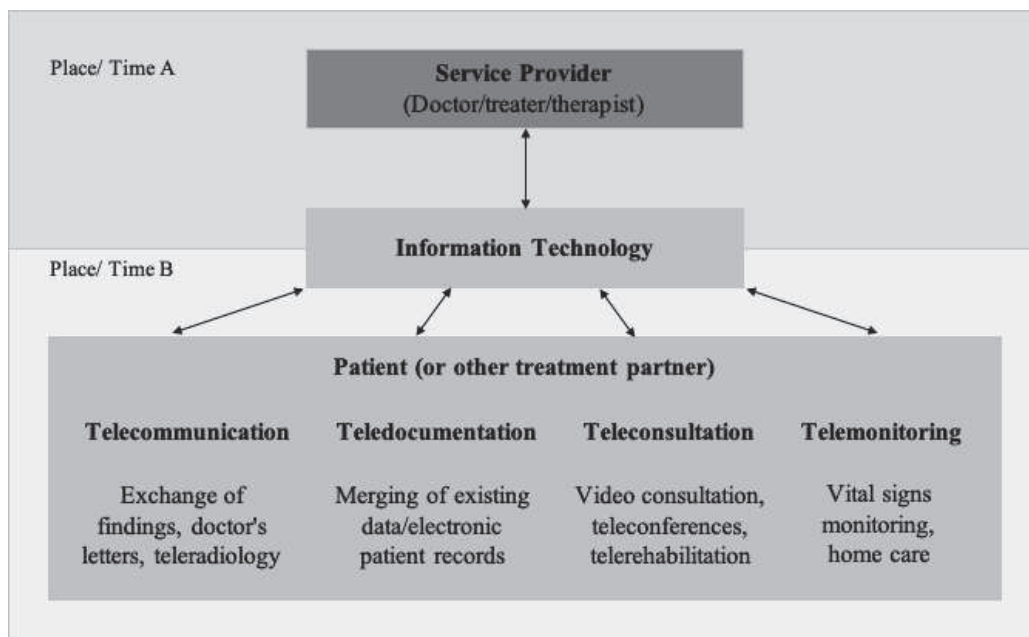 Place/ Time A
Service Provider
(Doctor/treater/therapist)
Information Technology
Place/ Time B
Patient (or other treatment partner)
Telecommunication
Exchange of
findings, doctor's
letters, teleradiology
Teledocumentation
Merging of existing
data/electronic
patient records
Teleconsultation
Video consultation,
teleconferences,
telerehabilitation
Telemonitoring
Vital signs
monitoring,
home care